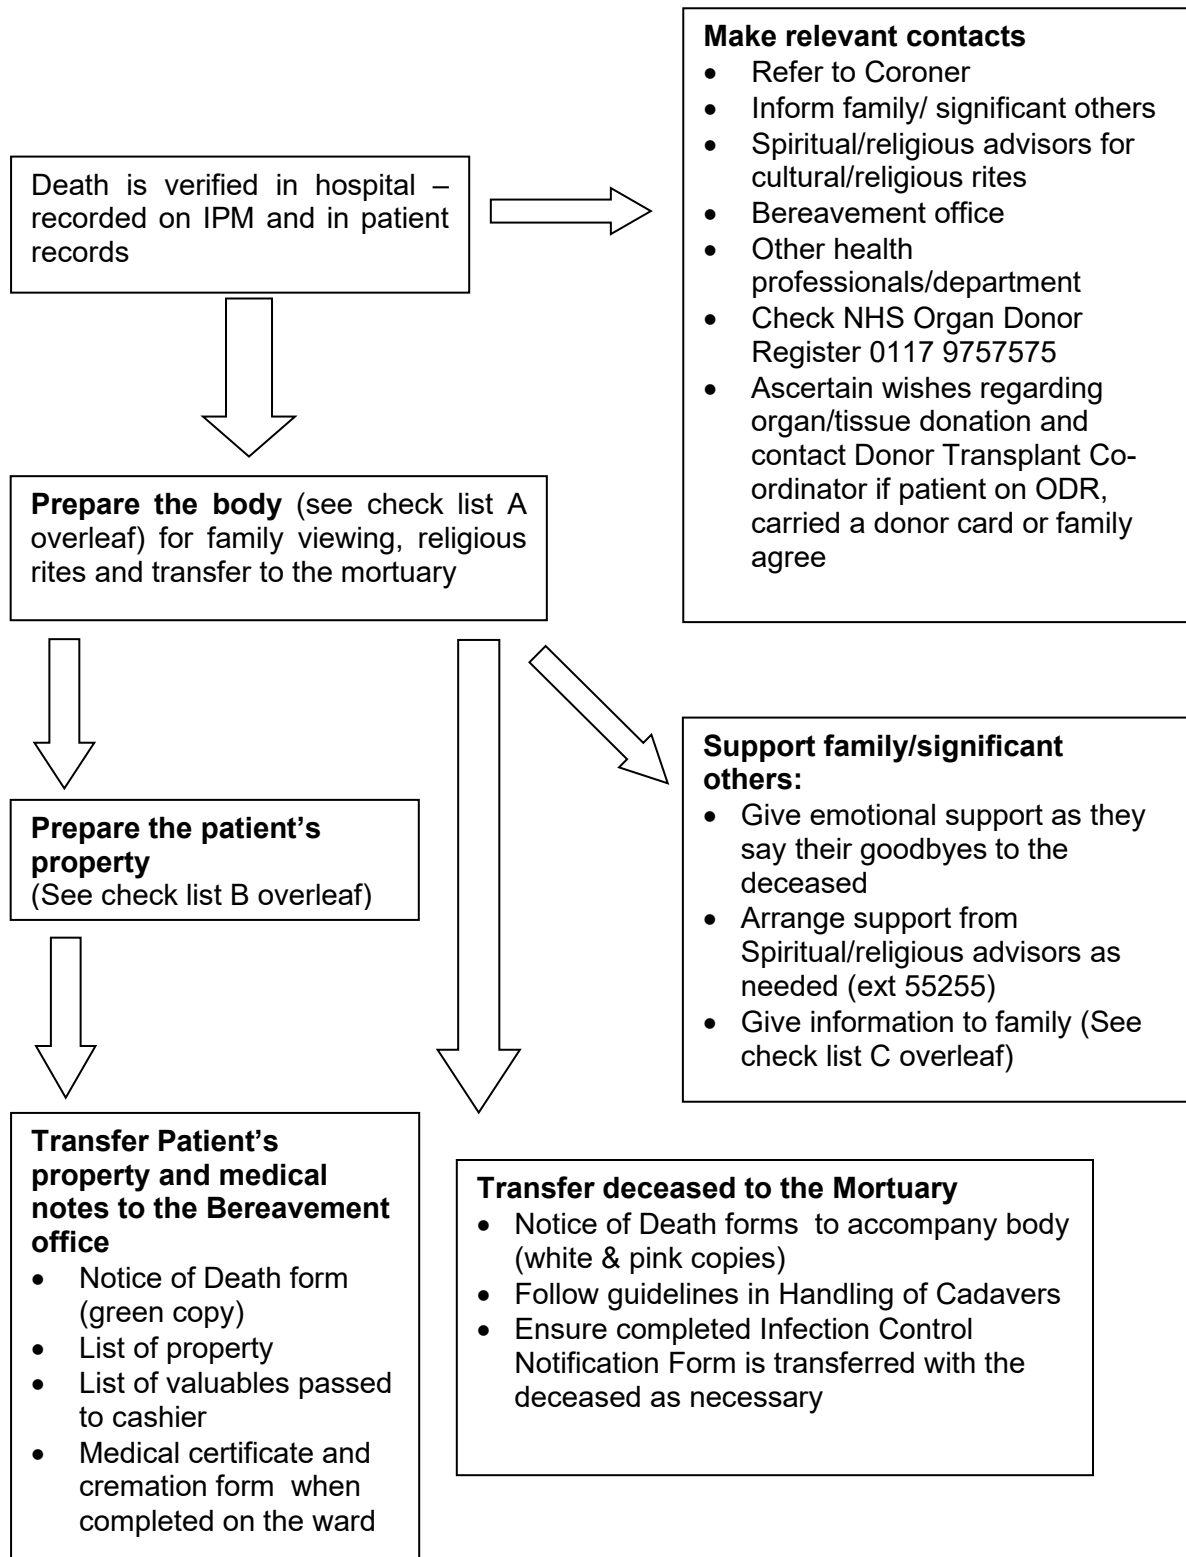 Death is verified in hospital –
recorded on IPM and in patient
records
Make relevant contacts
• Refer to Coroner
• Inform family/ significant others
• Spiritual/religious advisors for
cultural/religious rites
• Bereavement office
• Other health
professionals/department
• Check NHS Organ Donor
Register 0117 9757575
• Ascertain wishes regarding
organ/tissue donation and
contact Donor Transplant Co-
ordinator if patient on ODR,
carried a donor card or family
agree
Prepare the body (see check list A
overleaf) for family viewing, religious
rites and transfer to the mortuary
Prepare the patient’s
property
(See check list B overleaf)
Support family/significant
others:
• Give emotional support as they
say their goodbyes to the
deceased
• Arrange support from
Spiritual/religious advisors as
needed (ext 55255)
• Give information to family (See
check list C overleaf)
Transfer Patient’s
property and medical
notes to the Bereavement
office
• Notice of Death form
(green copy)
• List of property
• List of valuables passed
to cashier
• Medical certificate and
cremation form when
completed on the ward
Transfer deceased to the Mortuary
• Notice of Death forms to accompany body
(white & pink copies)
• Follow guidelines in Handling of Cadavers
• Ensure completed Infection Control
Notification Form is transferred with the
deceased as necessary